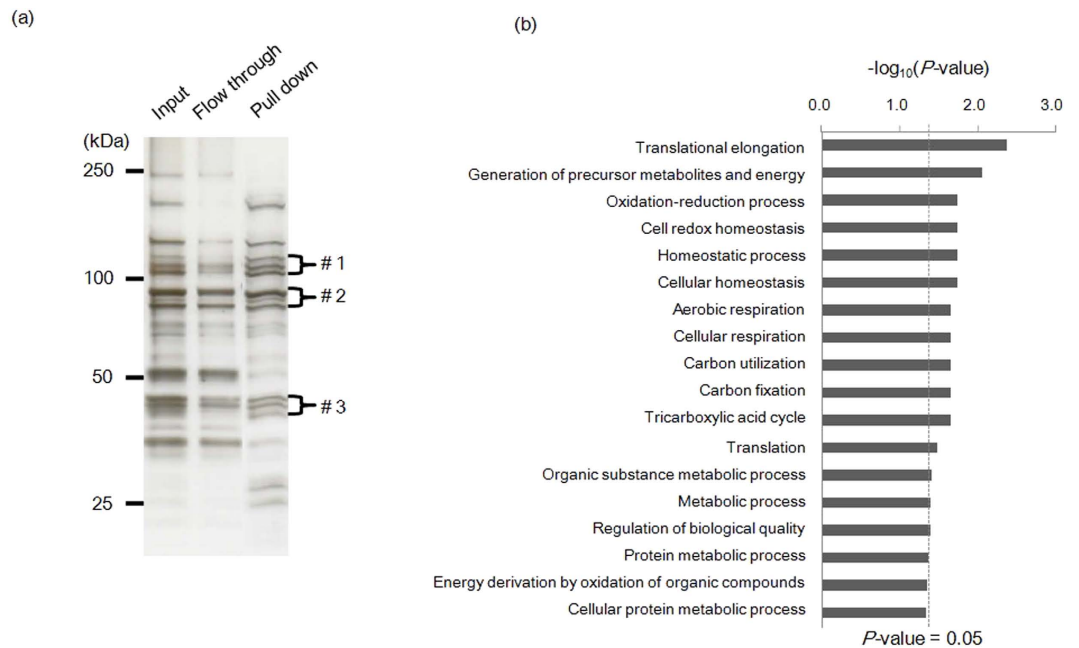 (a)
Input
Flow through
Pull down
(kDa)
250
100
50
25
# 1
# 2
# 3
(b)
-log10(P-value)
0.0 1.0 2.0 3.0
Translational elongation
Generation of precursor metabolites and energy
Oxidation-reduction process
Cell redox homeostasis
Homeostatic process
Cellular homeostasis
Aerobic respiration
Cellular respiration
Carbon utilization
Carbon fixation
Tricarboxylic acid cycle
Translation
Organic substance metabolic process
Metabolic process
Regulation of biological quality
Protein metabolic process
Energy derivation by oxidation of organic compounds
Cellular protein metabolic process
P-value = 0.05